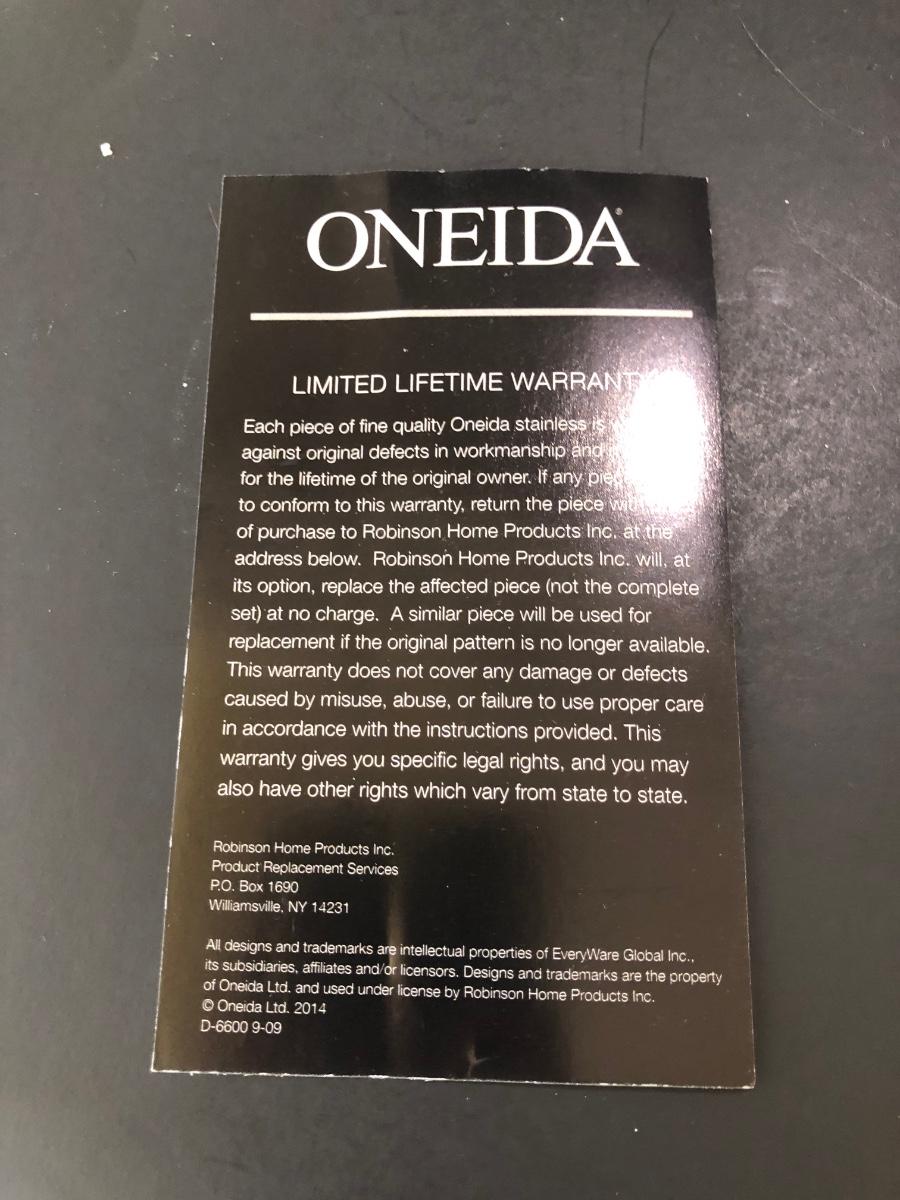 ONEIDA®
LIMITED LIFETIME WARRANTY
Each piece of fine quality Oneida stainless is
against original defects in workmanship and
for the lifetime of the original owner. If any piece
to conform to this warranty, return the piece with
of purchase to Robinson Home Products Inc. at the
address below. Robinson Home Products Inc. will, at
its option, replace the affected piece (not the complete
set) at no charge. A similar piece will be used for
replacement if the original pattern is no longer available.
This warranty does not cover any damage or defects
caused by misuse, abuse, or failure to use proper care
in accordance with the instructions provided. This
warranty gives you specific legal rights, and you may
also have other rights which vary from state to state.
Robinson Home Products Inc.
Product Replacement Services
P.O. Box 1690
Williamsville, NY 14231
All designs and trademarks are intellectual properties of EveryWare Global Inc.,
its subsidiaries, affiliates and/or licensors. Designs and trademarks are the property
of Oneida Ltd. and used under license by Robinson Home Products Inc.
© Oneida Ltd. 2014
D-6600 9-09